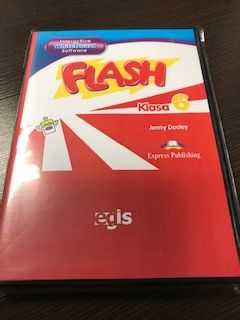 Interactive
WhiteBoard
Software
FLASH
Klasa 6
Jenny Dooley
Express Publishing
egis